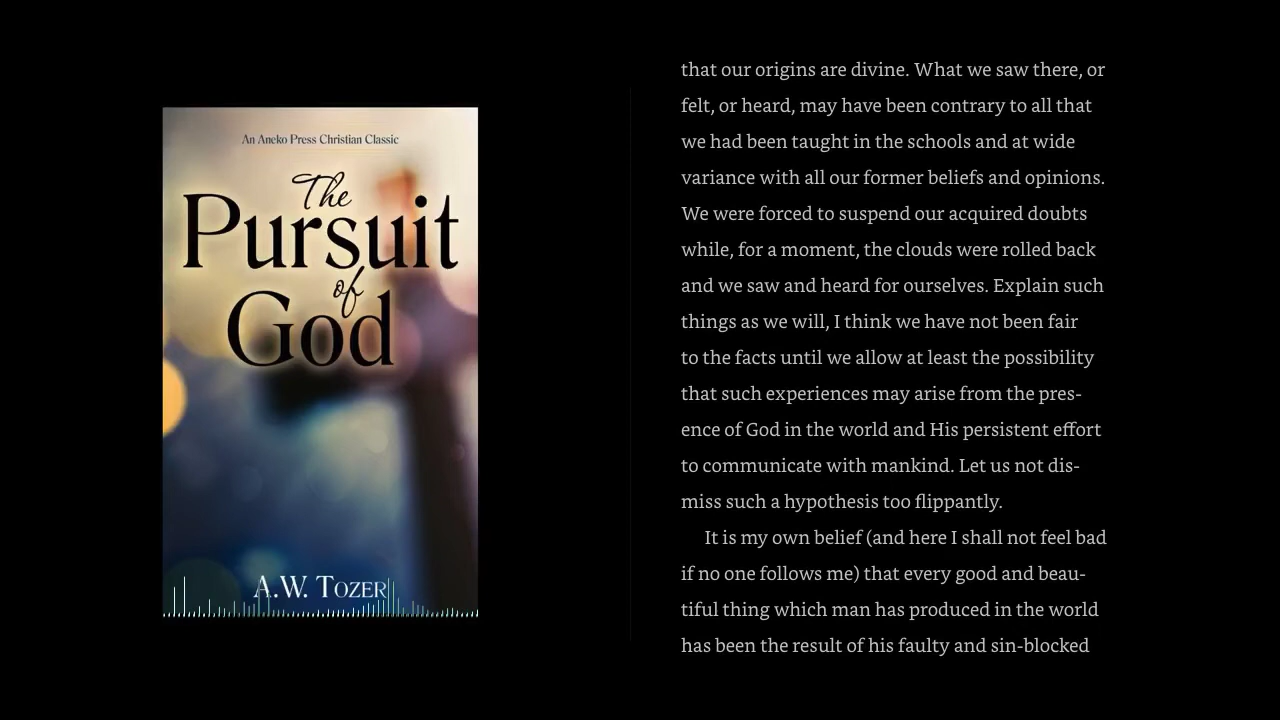 An Aneko Press Christian Classic
The
Pursuit
of
God
A.W. Tozer
that our origins are divine. What we saw there, or
felt, or heard, may have been contrary to all that
we had been taught in the schools and at wide
variance with all our former beliefs and opinions.
We were forced to suspend our acquired doubts
while, for a moment, the clouds were rolled back
and we saw and heard for ourselves. Explain such
things as we will, I think we have not been fair
to the facts until we allow at least the possibility
that such experiences may arise from the pres-
ence of God in the world and His persistent effort
to communicate with mankind. Let us not dis-
miss such a hypothesis too flippantly.
It is my own belief (and here I shall not feel bad
if no one follows me) that every good and beau-
tiful thing which man has produced in the world
has been the result of his faulty and sin-blocked